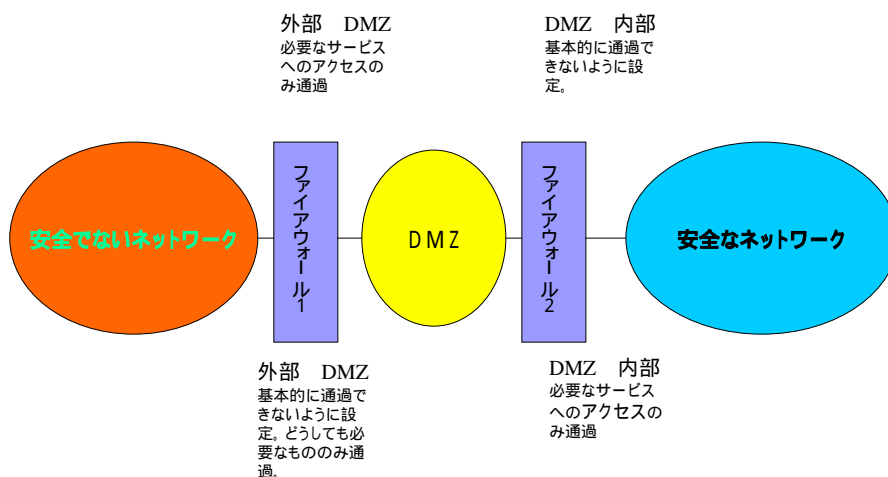 外部　DMZ
必要なサービス
へのアクセスの
み通過
DMZ　内部
基本的に通過で
きないように設
定。
安全でないネットワーク
ファイアウォール1
DMZ
ファイアウォール2
安全なネットワーク
外部　DMZ
基本的に通過で
きないように設
定。どうしても必
要なもののみ通
過。
DMZ　内部
必要なサービス
へのアクセスの
み通過